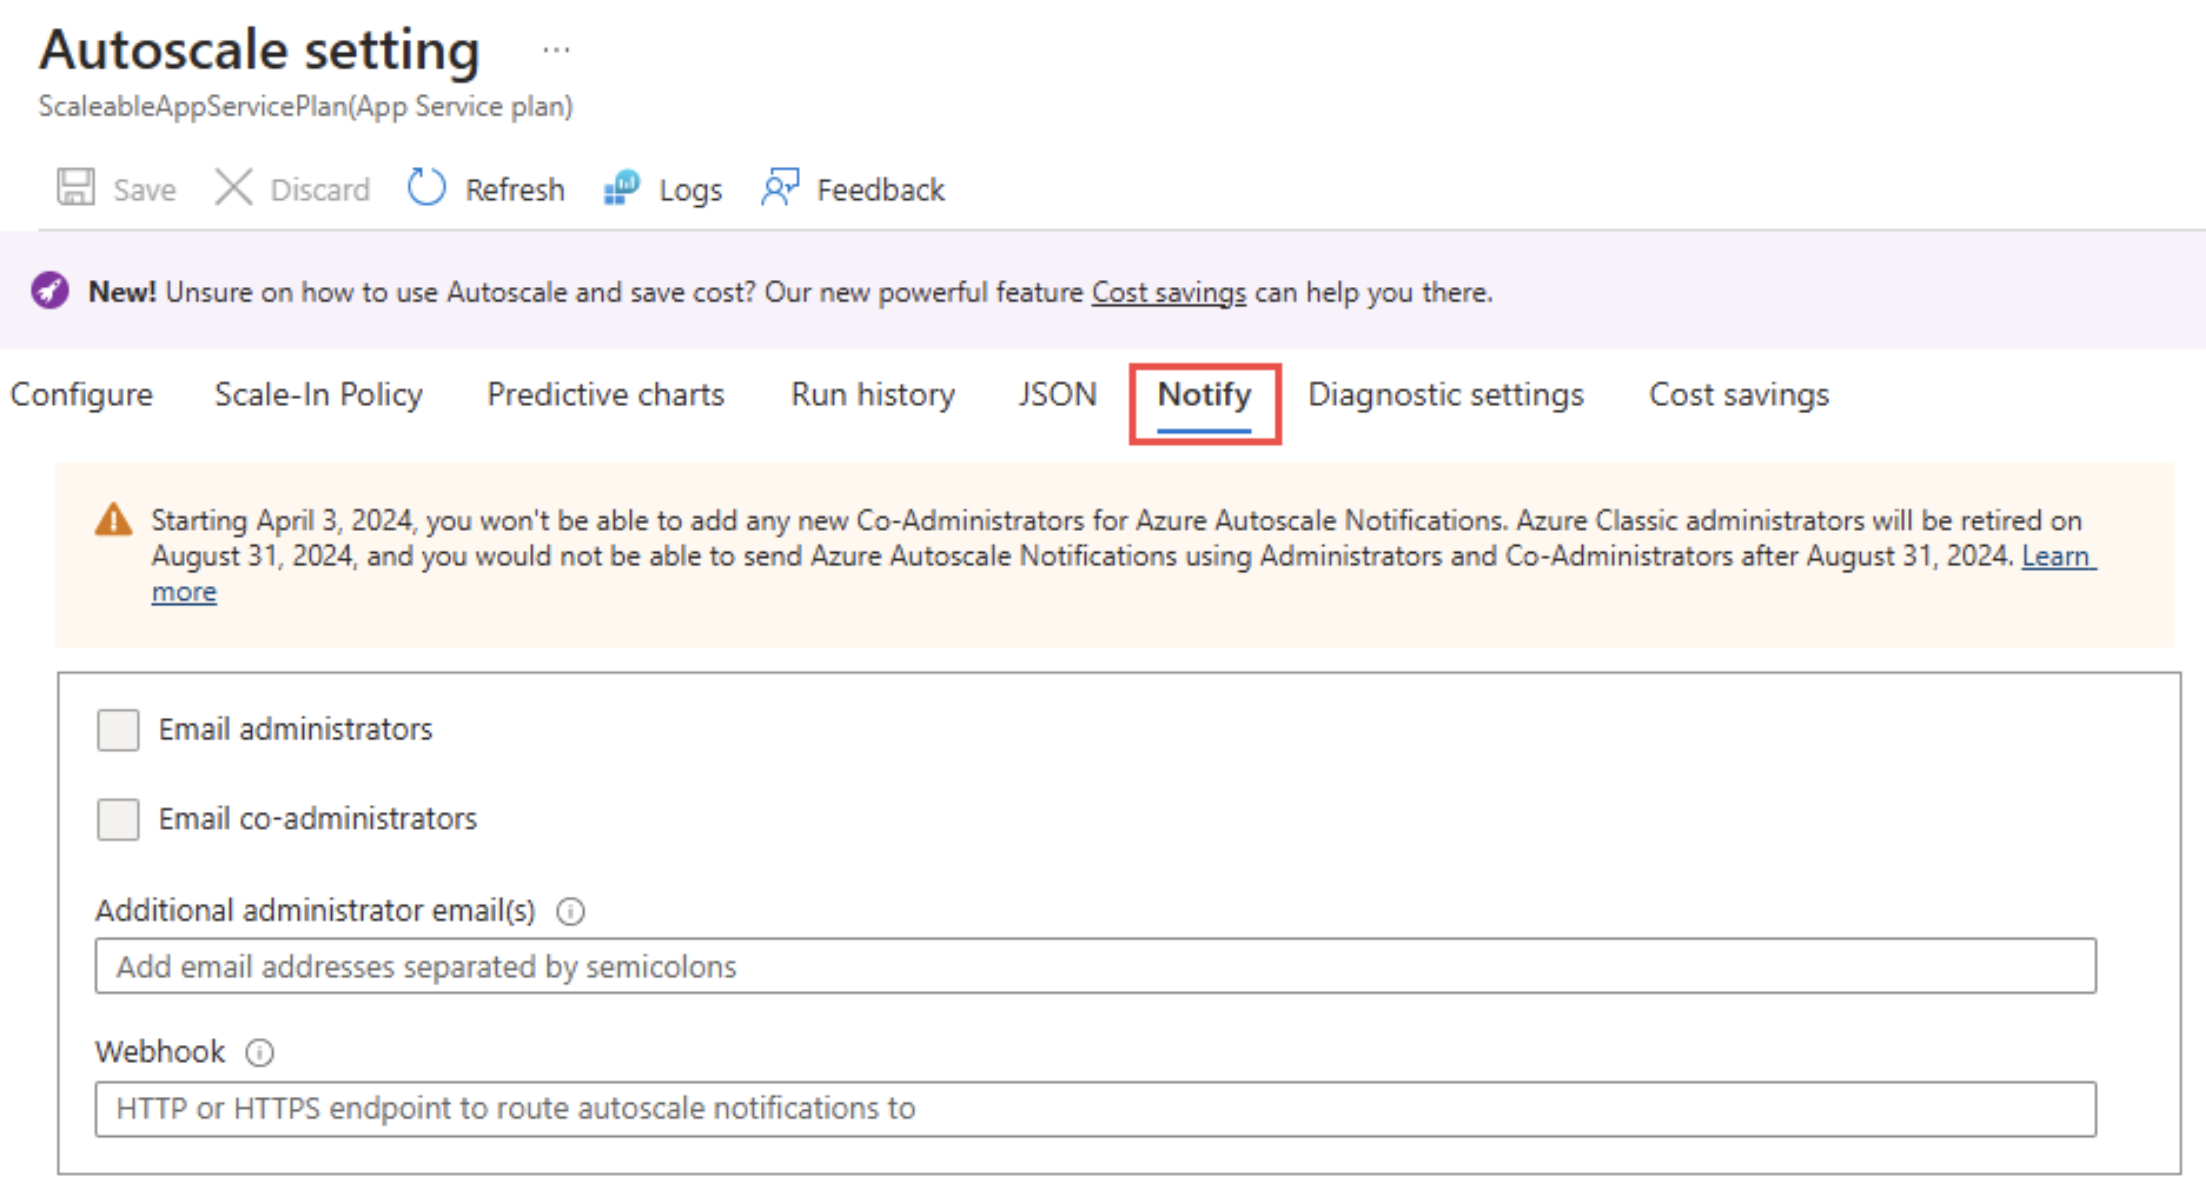 Autoscale setting ...
ScaleableAppServicePlan(App Service plan)
Save Discard Refresh Logs Feedback
New! Unsure on how to use Autoscale and save cost? Our new powerful feature Cost savings can help you there.
Configure Scale-In Policy Predictive charts Run history JSON Notify Diagnostic settings Cost savings
Starting April 3, 2024, you won't be able to add any new Co-Administrators for Azure Autoscale Notifications. Azure Classic administrators will be retired on
August 31, 2024, and you would not be able to send Azure Autoscale Notifications using Administrators and Co-Administrators after August 31, 2024. Learn
more
Email administrators
Email co-administrators
Additional administrator email(s)
Add email addresses separated by semicolons
Webhook
HTTP or HTTPS endpoint to route autoscale notifications to